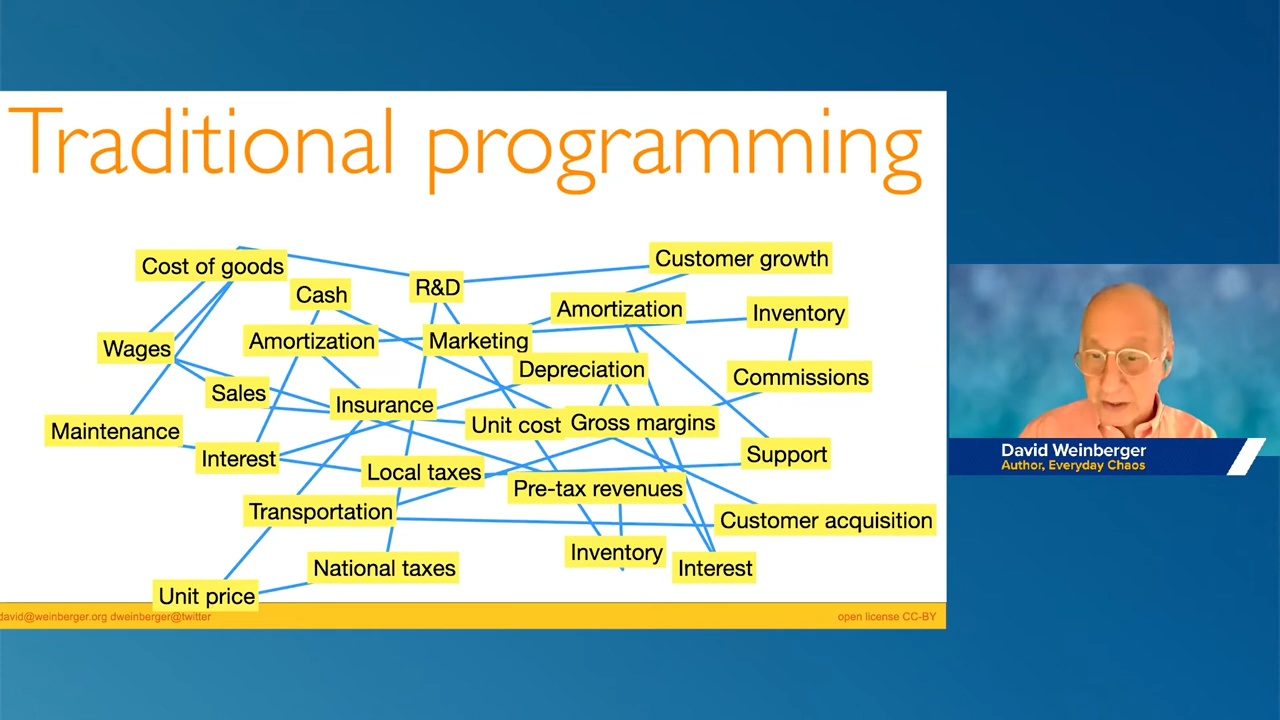 Traditional programming
Cost of goods
Customer growth
Cash
R&D
Amortization
Inventory
Wages
Amortization
Marketing
Depreciation
Commissions
Sales
Insurance
Unit cost
Gross margins
Maintenance
Interest
Local taxes
Support
Pre-tax revenues
Transportation
Customer acquisition
Inventory
Interest
National taxes
Unit price
david@weinberger.org dweinberger@twitter
open license CC-BY
David Weinberger
Author, Everyday Chaos